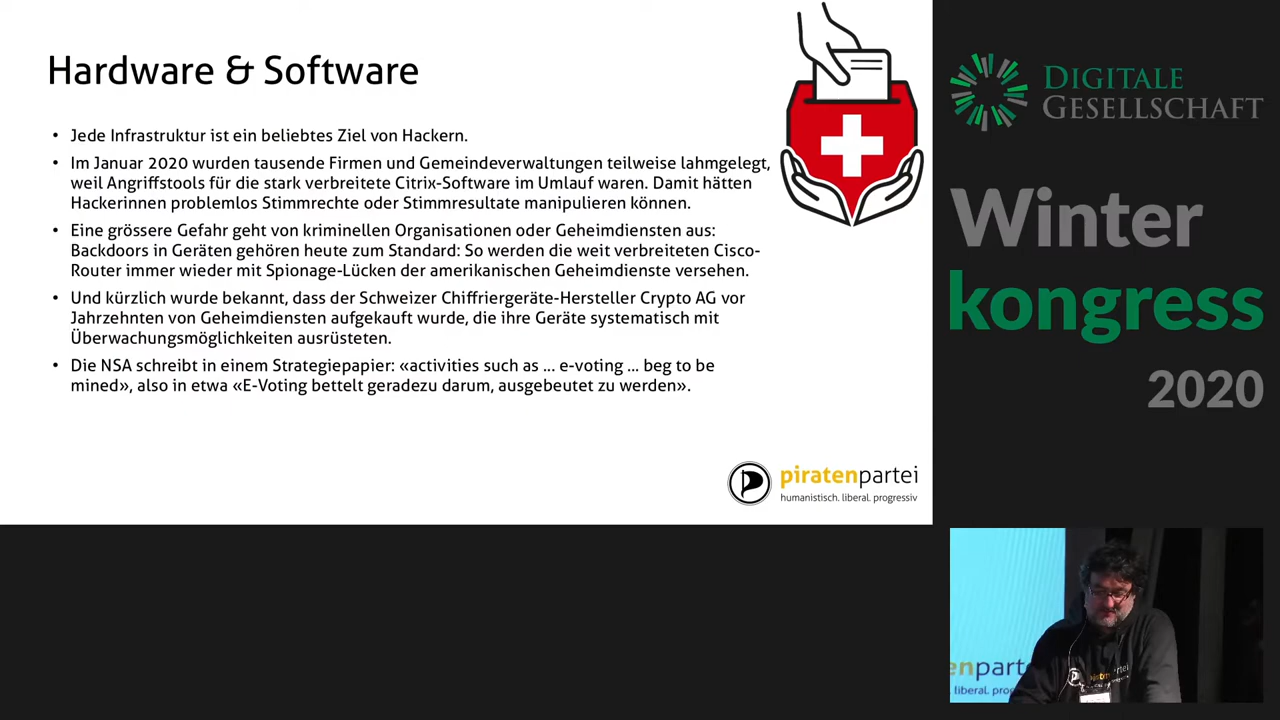 Hardware & Software
• Jede Infrastruktur ist ein beliebtes Ziel von Hackern.
• Im Januar 2020 wurden tausende Firmen und Gemeindeverwaltungen teilweise lahmgelegt,
weil Angriffstools für die stark verbreitete Citrix-Software im Umlauf waren. Damit hätten
Hackerinnen problemlos Stimmrechte oder Stimmresultate manipulieren können.
• Eine grössere Gefahr geht von kriminellen Organisationen oder Geheimdiensten aus:
Backdoors in Geräten gehören heute zum Standard: So werden die weit verbreiteten Cisco-
Router immer wieder mit Spionage-Lücken der amerikanischen Geheimdienste versehen.
• Und kürzlich wurde bekannt, dass der Schweizer Chiffriergeräte-Hersteller Crypto AG vor
Jahrzehnten von Geheimdiensten aufgekauft wurde, die ihre Geräte systematisch mit
Überwachungsmöglichkeiten ausrüsteten.
• Die NSA schreibt in einem Strategiepapier: «activities such as ... e-voting ... beg to be
mined», also in etwa «E-Voting bettelt geradezu darum, ausgebeutet zu werden».
piratenpartei
humanistisch. liberal. progressiv
DIGITALE
GESELLSCHAFT
Winter
kongress
2020
enparte
liberal. prog